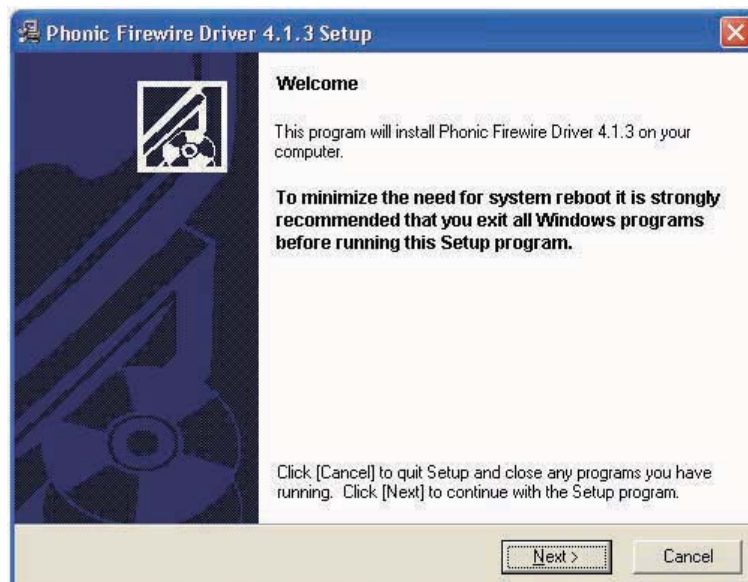 Phonic Firewire Driver 4.1.3 Setup
Welcome
This program will install Phonic Firewire Driver 4.1.3 on your
computer.
To minimize the need for system reboot it is strongly
recommended that you exit all Windows programs
before running this Setup program.
Click [Cancel] to quit Setup and close any programs you have
running. Click [Next] to continue with the Setup program.
Next >
Cancel